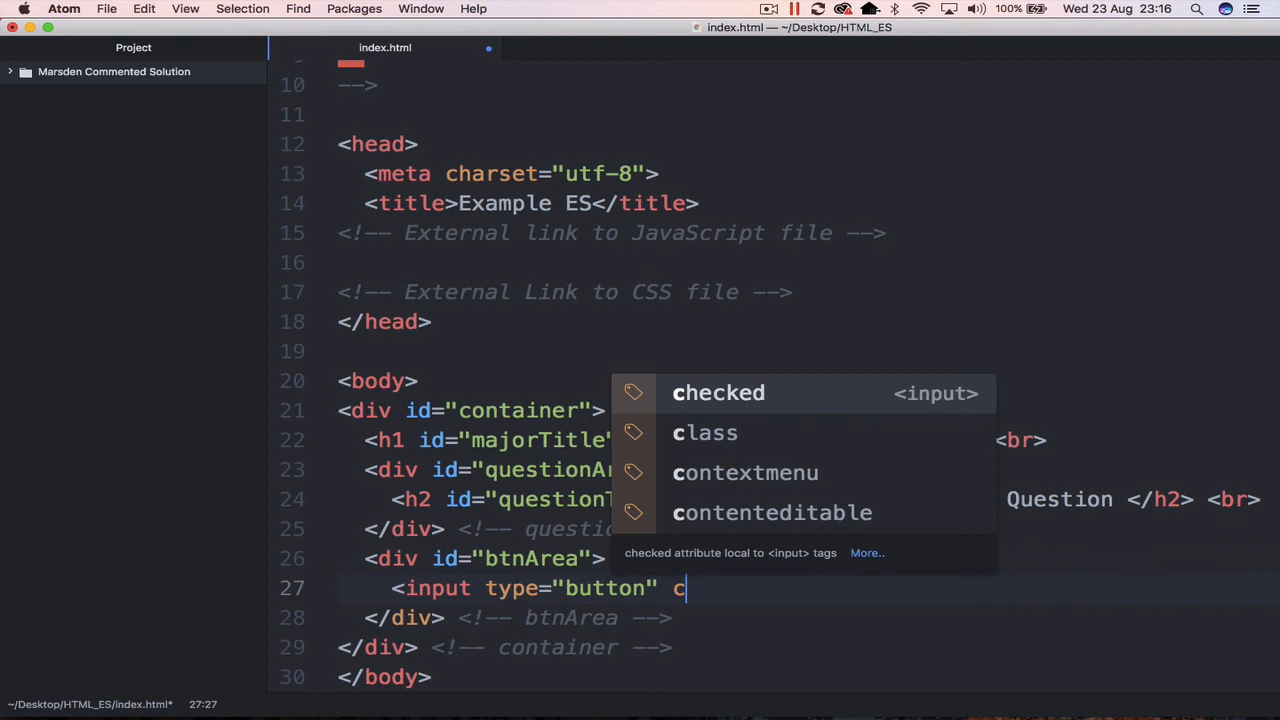 Atom File Edit View Selection Find Packages Window Help 100% Wed 23 Aug 23:16
index.html — ~/Desktop/HTML_ES
Project
index.html
Marsden Commented Solution
10 -->
11
12 <head>
13 <meta charset="utf-8">
14 <title>Example ES</title>
15 <!-- External link to JavaScript file -->
16
17 <!-- External Link to CSS file -->
18 </head>
19
20 <body>
21 <div id="container">
22 <h1 id="majorTitle" <br>
23 <div id="questionAr
24 <h2 id="questionT Question </h2> <br>
25 </div> <!-- questio
26 <div id="btnArea">
27 <input type="button" c
28 </div> <!-- btnArea -->
29 </div> <!-- container -->
30 </body>
checked <input>
class
contextmenu
contenteditable
checked attribute local to <input> tags More..
~/Desktop/HTML_ES/index.html* 27:27